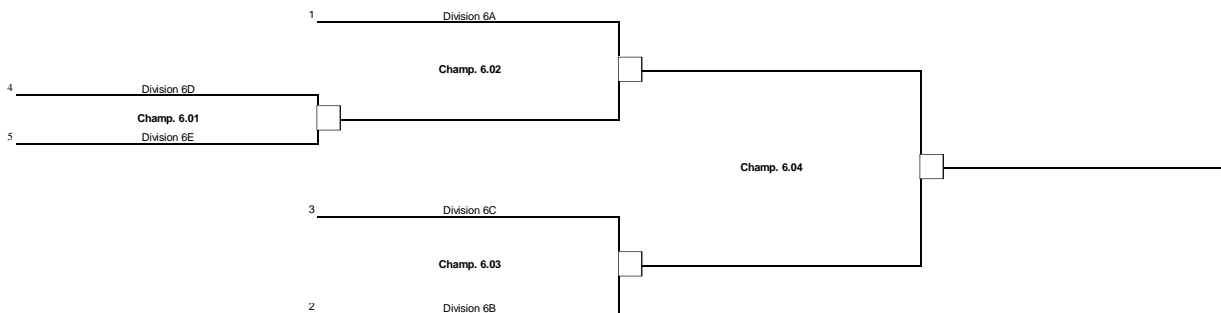 1 Division 6A
Champ. 6.02
4 Division 6D
Champ. 6.01
5 Division 6E
Champ. 6.04
3 Division 6C
Champ. 6.03
2 Division 6B